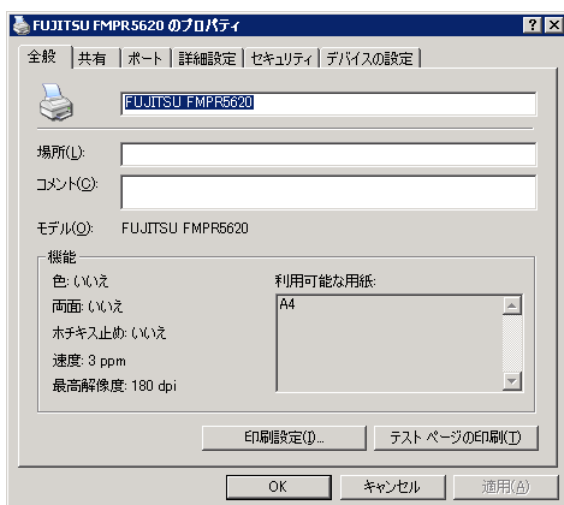 FUJITSU FMPR5620 のプロパティ
全般 共有 ポート 詳細設定 セキュリティ デバイスの設定
FUJITSU FMPR5620
場所(L):
コメント(C):
モデル(O): FUJITSU FMPR5620
機能
色: いいえ
両面: いいえ
ホチキス止め: いいえ
速度: 3 ppm
最高解像度: 180 dpi
利用可能な用紙:
A4
印刷設定(I)...
テスト ページの印刷(T)
OK キャンセル 適用(A)